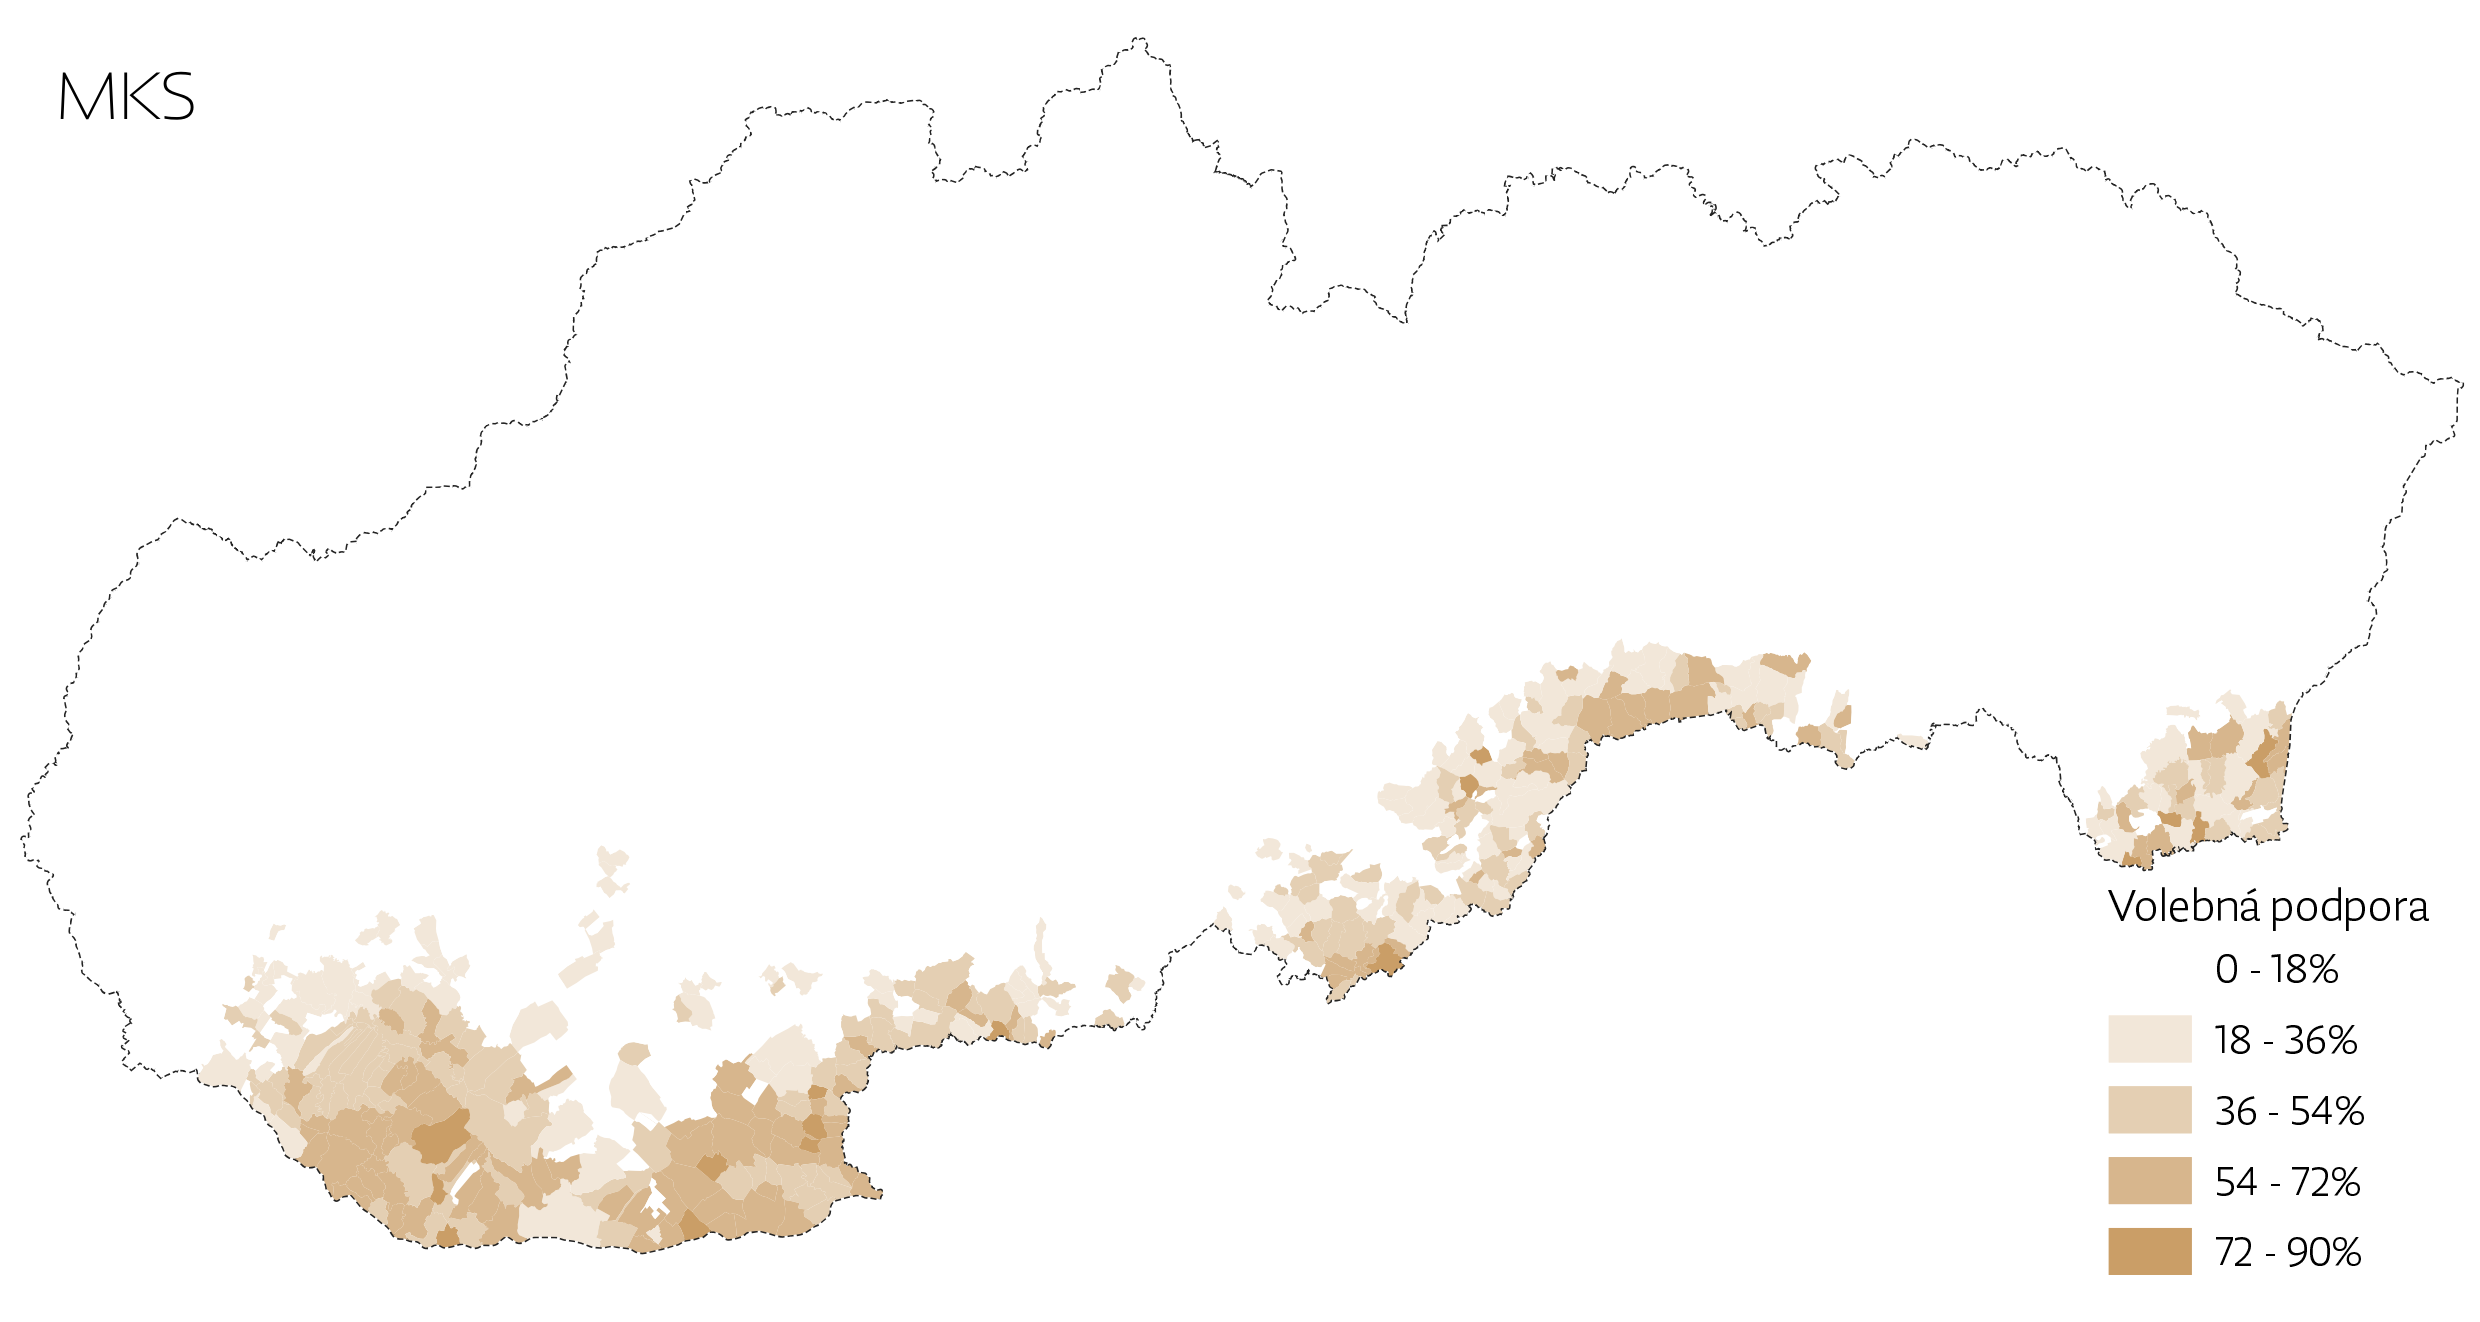 MKS
Volebná podpora
0 - 18%
18 - 36%
36 - 54%
54 - 72%
72 - 90%